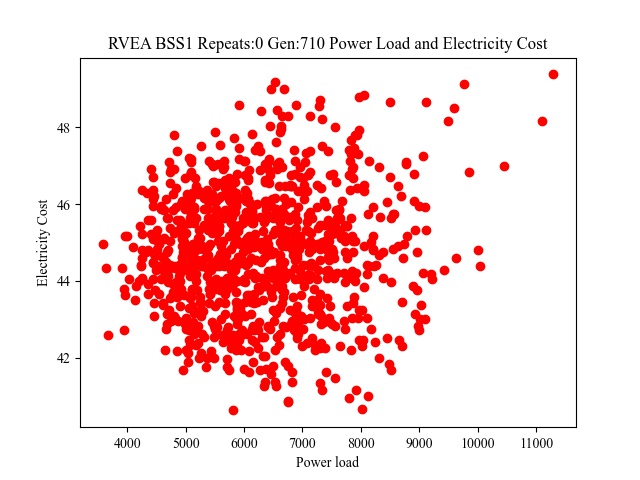 RVEA BSS1 Repeats:0 Gen:710 Power Load and Electricity Cost
48
46
44
42
Electricity Cost
4000 5000 6000 7000 8000 9000 10000 11000
Power load